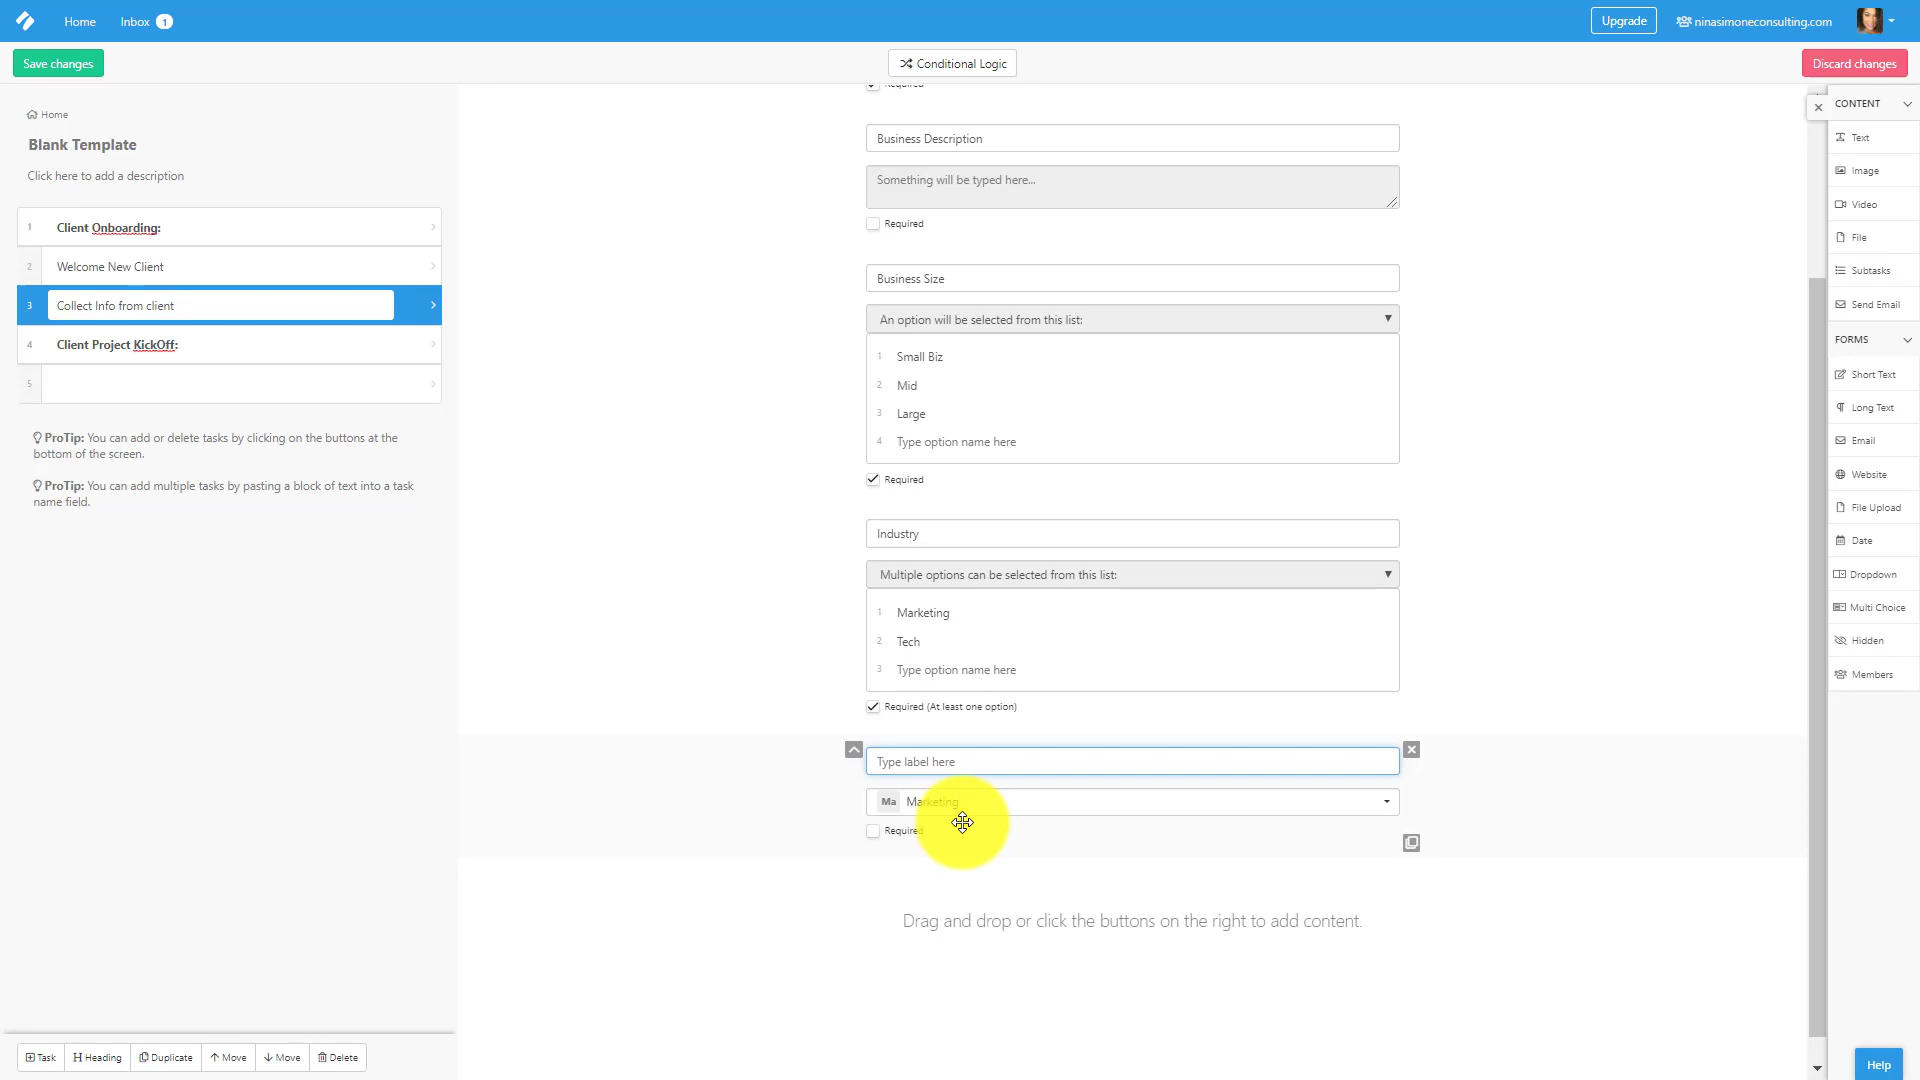 Home
Inbox 1
Upgrade
ninasimoneconsulting.com
Save changes
Conditional Logic
Discard changes
Home
Blank Template
Click here to add a description
1 Client Onboarding:
2 Welcome New Client
3 Collect Info from client
4 Client Project KickOff:
5
ProTip: You can add or delete tasks by clicking on the buttons at the
bottom of the screen.
ProTip: You can add multiple tasks by pasting a block of text into a task
name field.
Task
Heading
Duplicate
Move
Move
Delete
Required
Business Description
Something will be typed here...
Required
Business Size
An option will be selected from this list:
1 Small Biz
2 Mid
3 Large
4 Type option name here
Required
Industry
Multiple options can be selected from this list:
1 Marketing
2 Tech
3 Type option name here
Required (At least one option)
Type label here
Ma Marketing
Required
Drag and drop or click the buttons on the right to add content.
CONTENT
Text
Image
Video
File
Subtasks
Send Email
FORMS
Short Text
Long Text
Email
Website
File Upload
Date
Dropdown
Multi Choice
Hidden
Members
Help